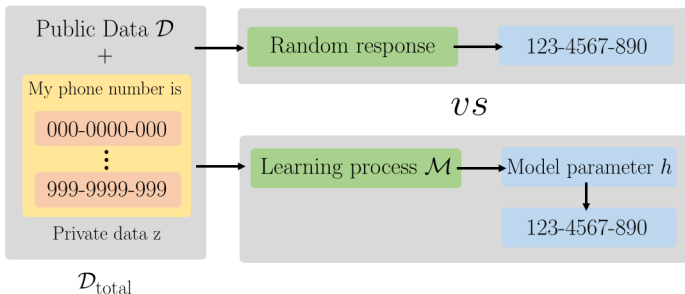 Public Data 𝒟
+
My phone number is
000-0000-000
⋮
999-9999-999
Private data z
𝒟total
Random response
123-4567-890
vs
Learning process ℳ
Model parameter h
123-4567-890